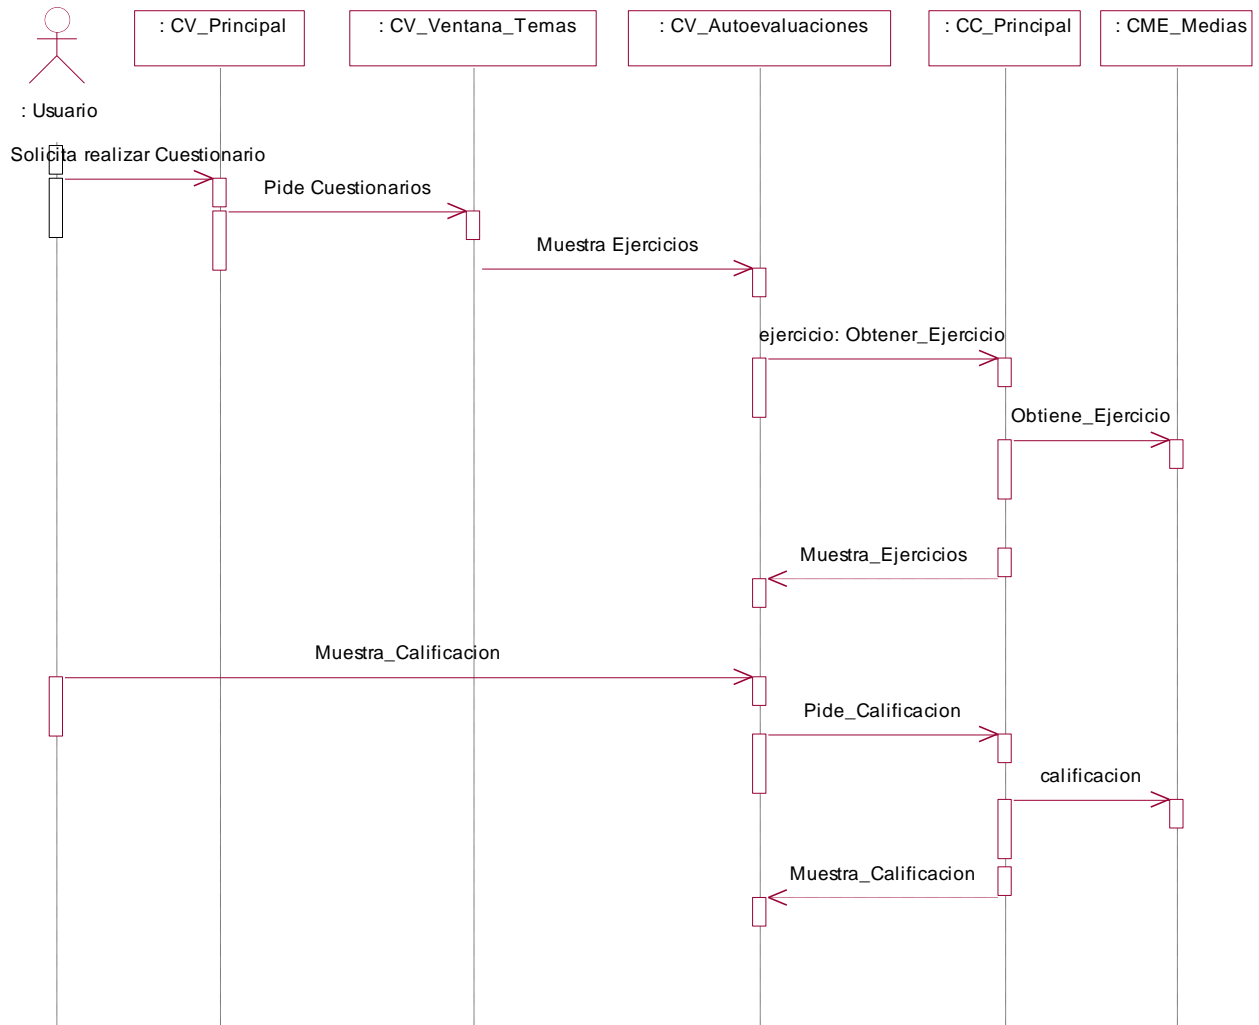 : CV_Principal
: CV_Ventana_Temas
: CV_Autoevaluaciones
: CC_Principal
: CME_Medias
: Usuario
Solicita realizar Cuestionario
Pide Cuestionarios
Muestra Ejercicios
ejercicio: Obtener_Ejercicio
Obtiene_Ejercicio
Muestra_Ejercicios
Muestra_Calificacion
Pide_Calificacion
calificacion
Muestra_Calificacion